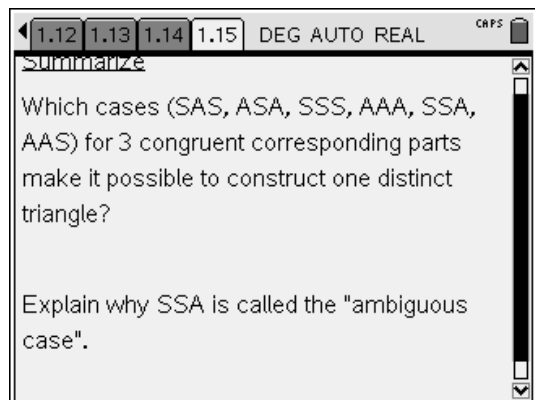 1.12 1.13 1.14 1.15 DEG AUTO REAL CAPS
Summarize
Which cases (SAS, ASA, SSS, AAA, SSA,
AAS) for 3 congruent corresponding parts
make it possible to construct one distinct
triangle?
Explain why SSA is called the "ambiguous
case".